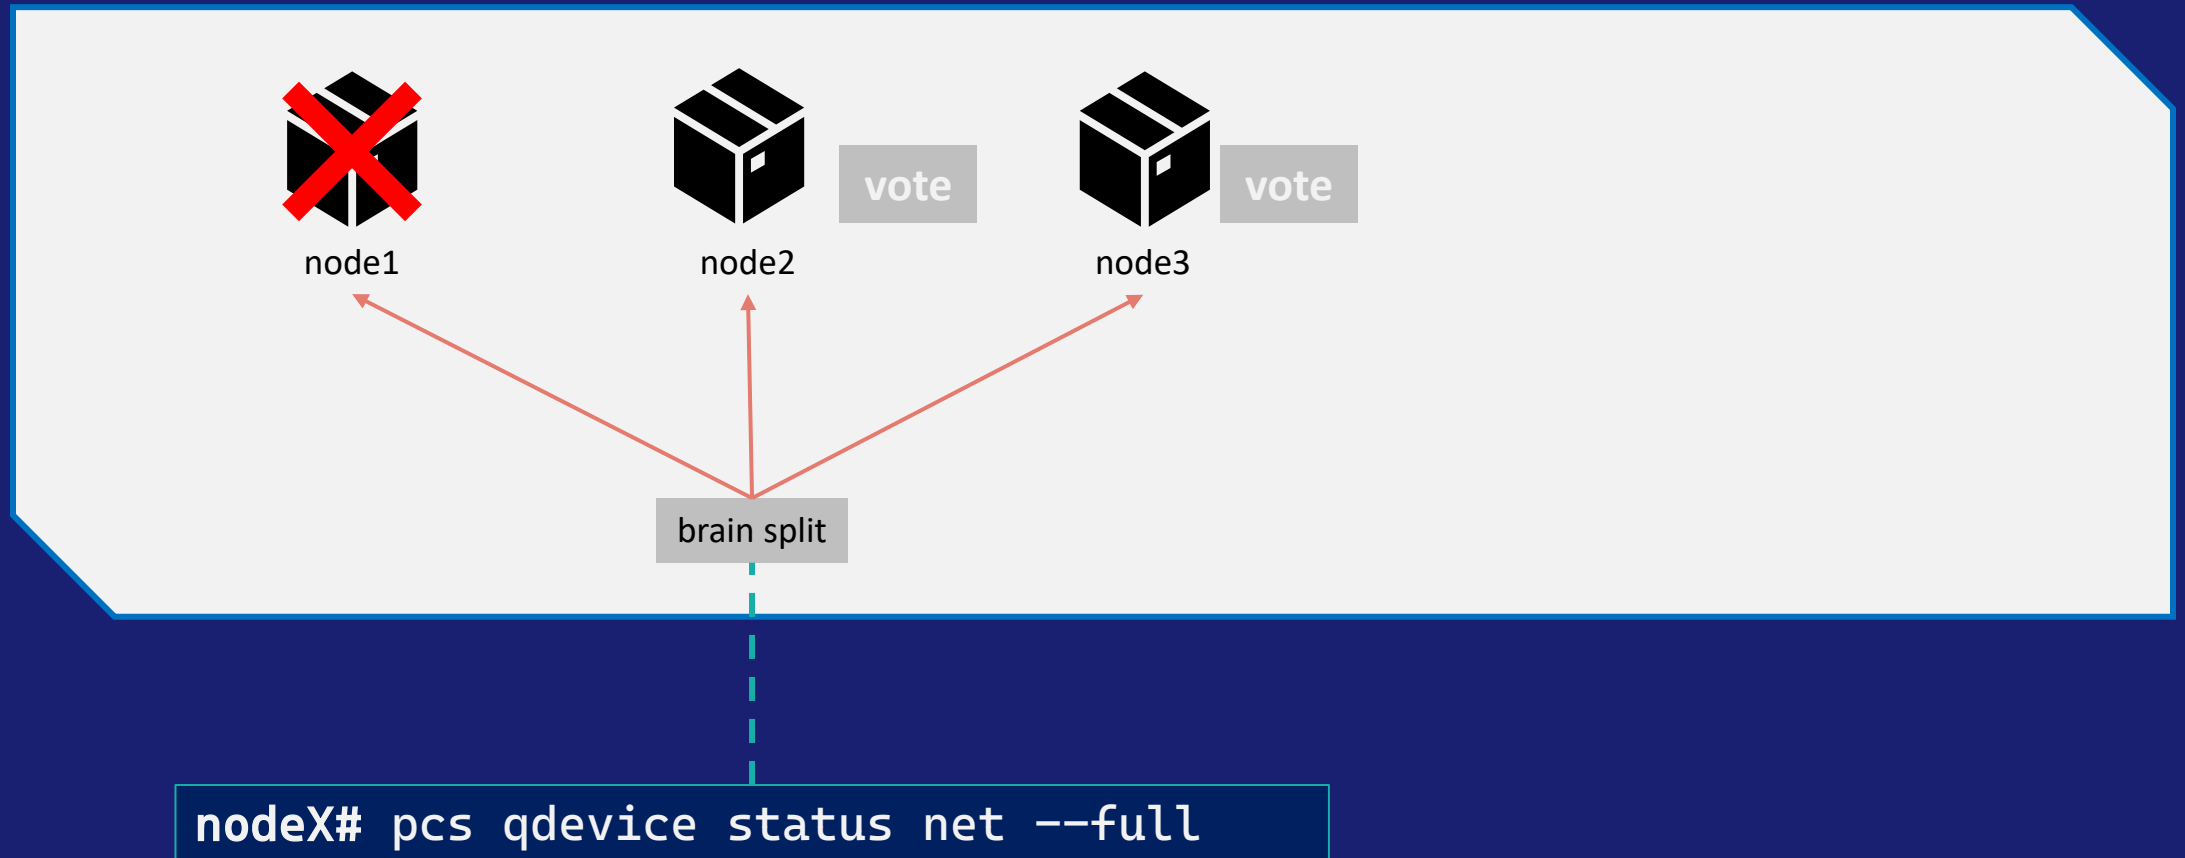 vote
vote
node1
node2
node3
brain split
nodeX# pcs qdevice status net --full